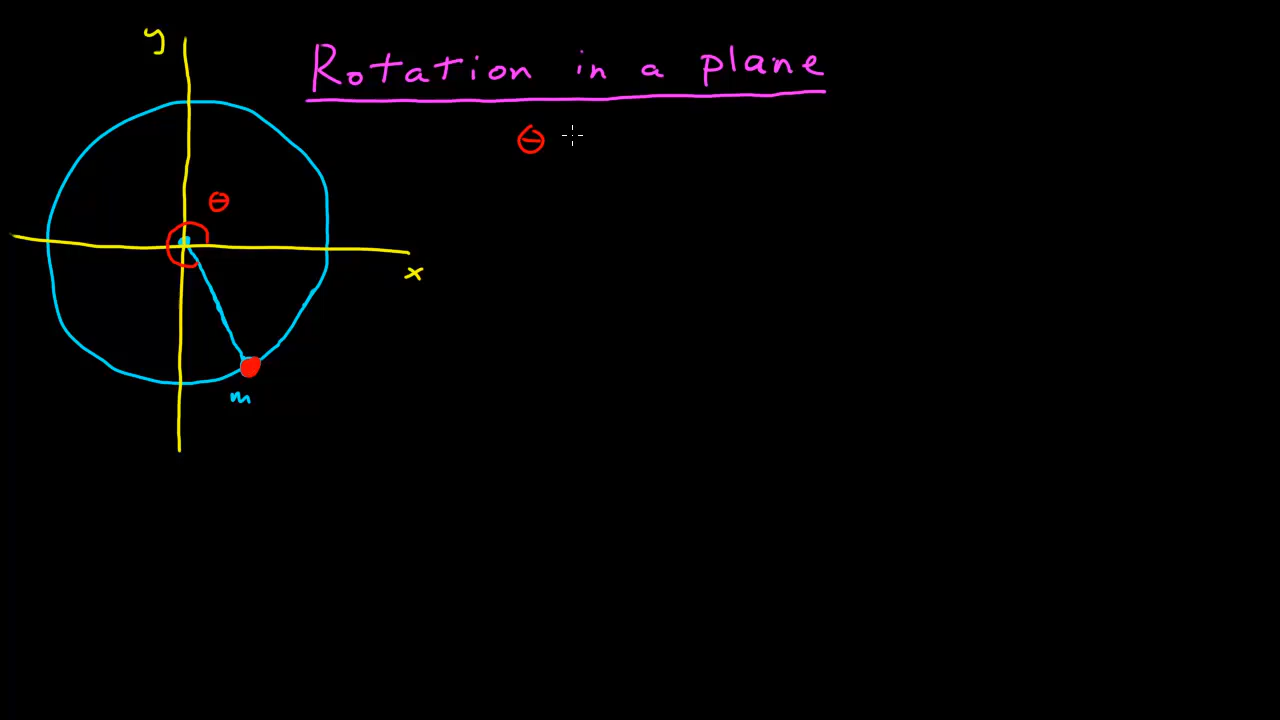 y
Rotation in a plane
θ
θ
x
m